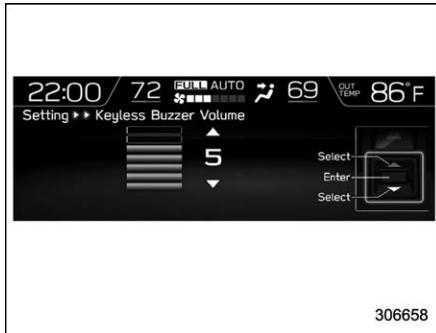 22:00 72 FULL AUTO 69 OUT TEMP 86°F
Setting ▶▶ Keyless Buzzer Volume
5
Select
Enter
Select
306658